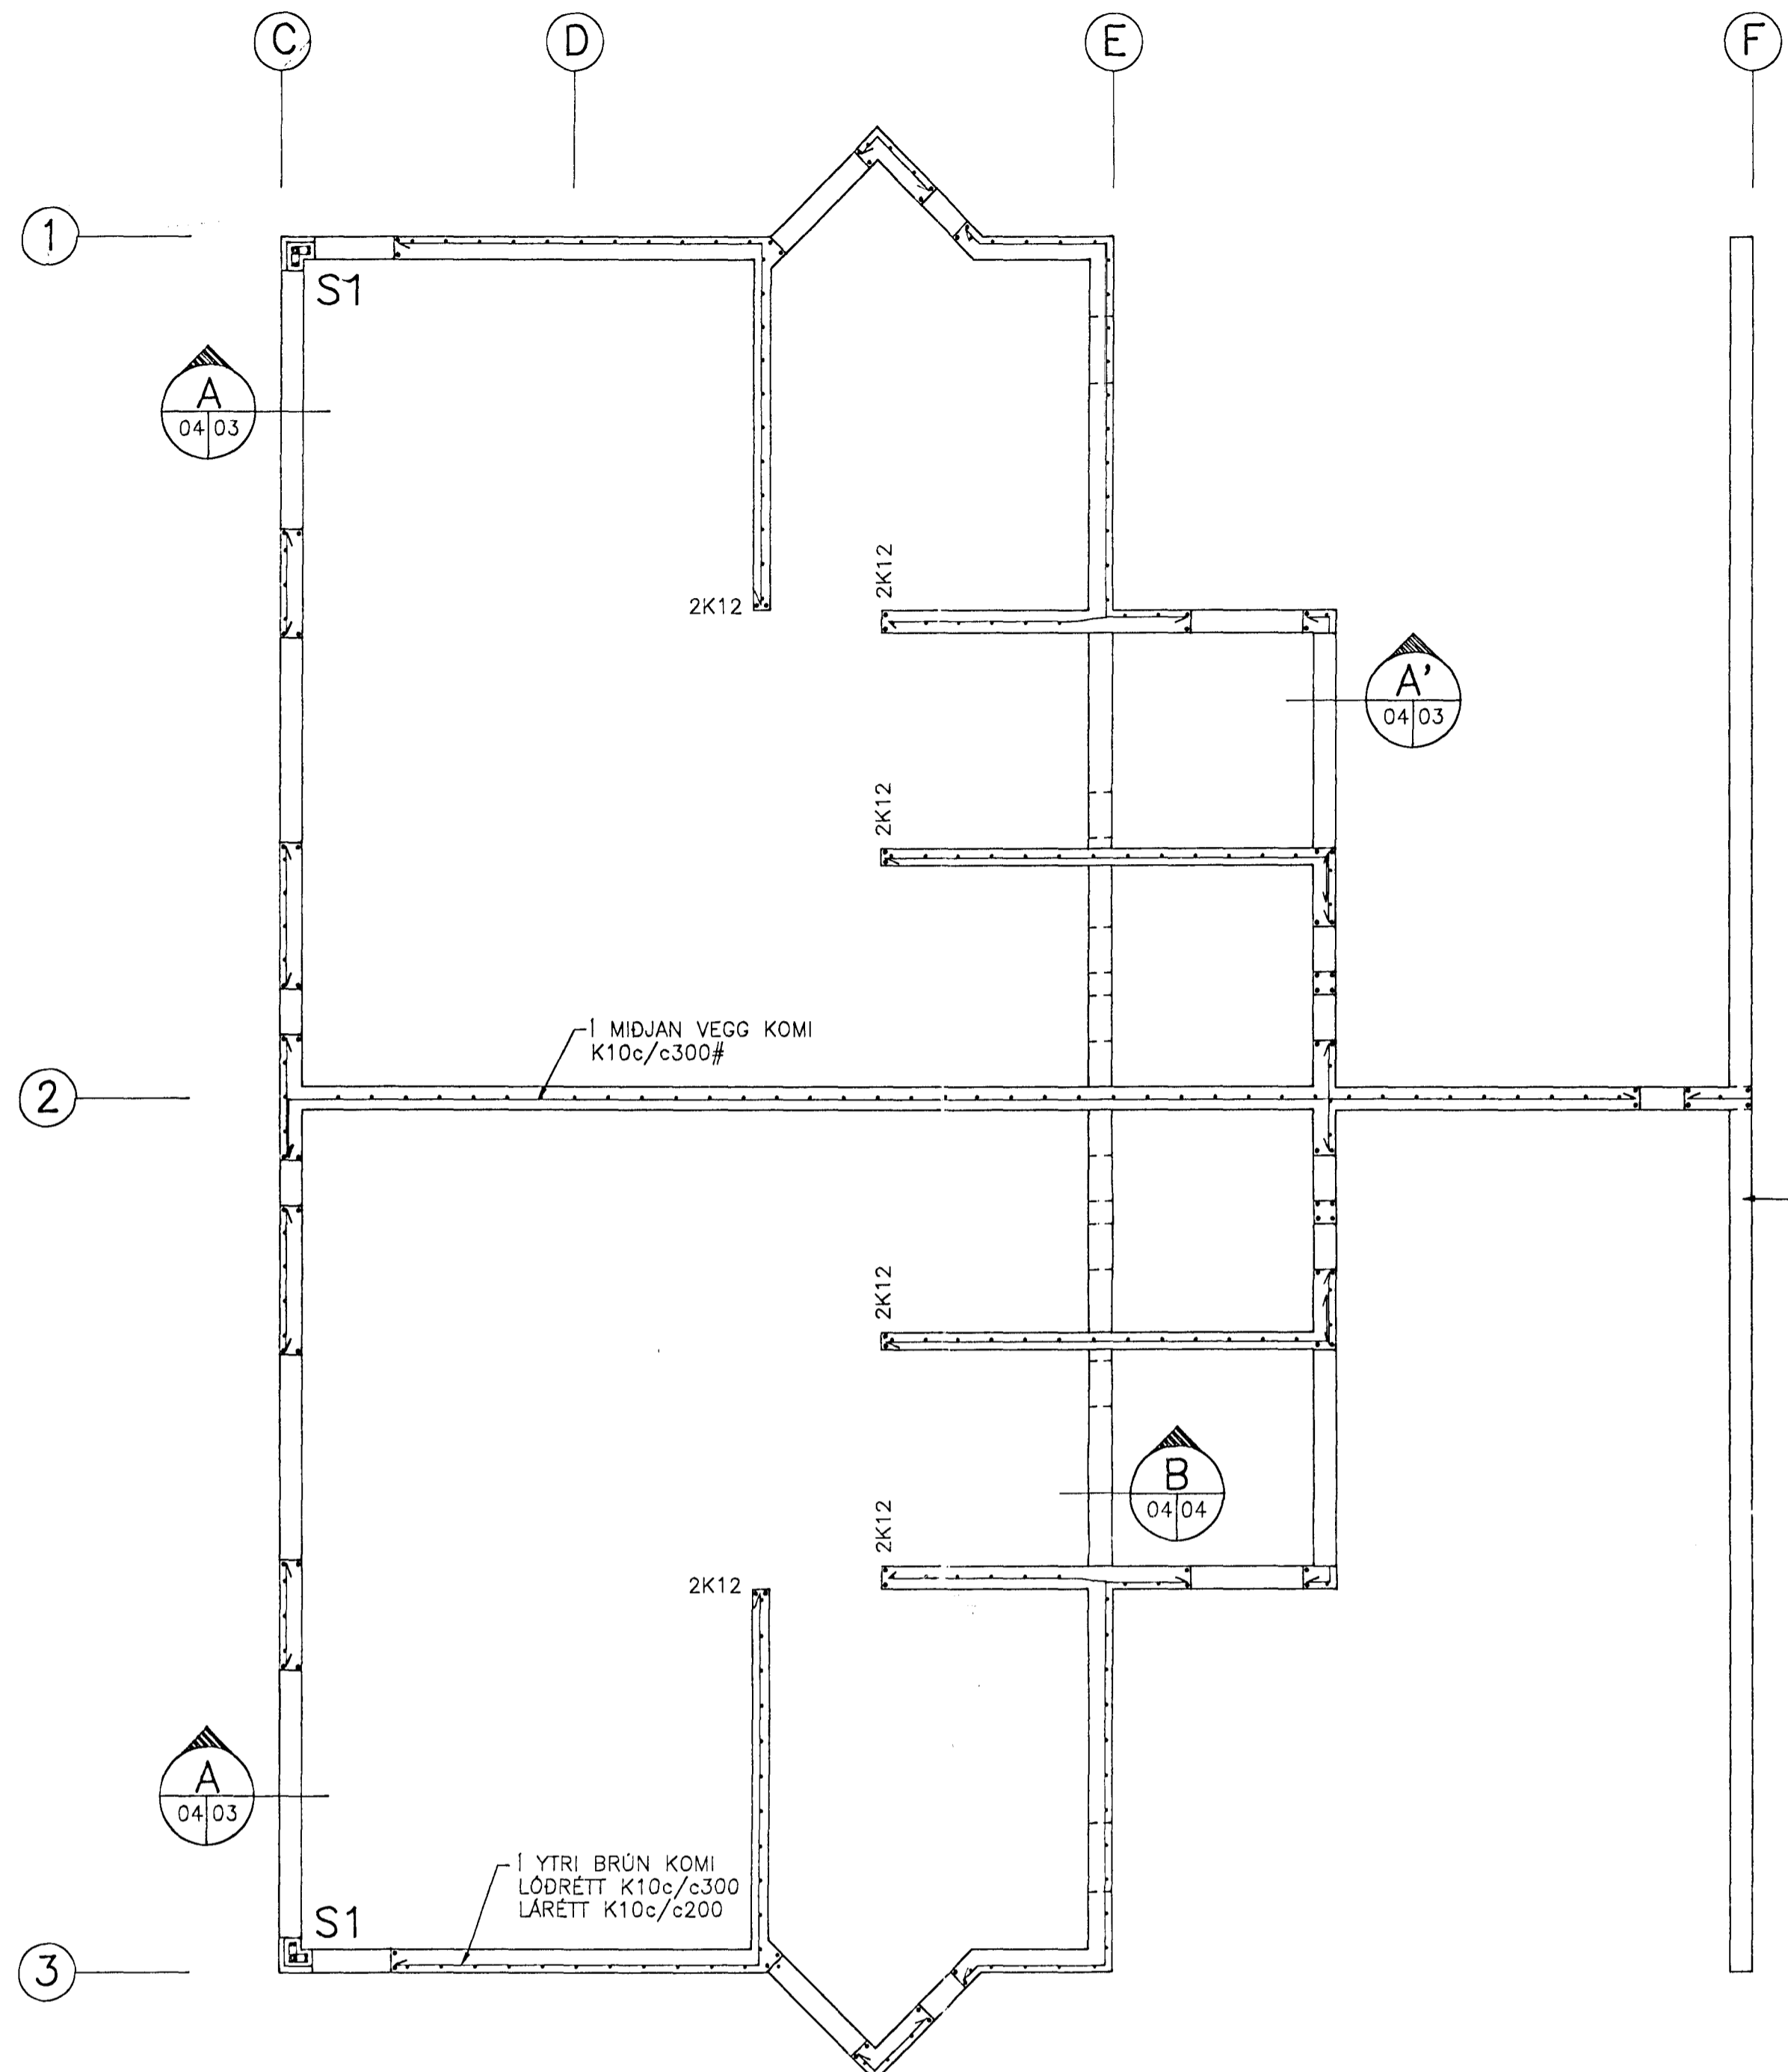 C
D
E
F
1
S1
A
04 03
2K12
2K12
A'
04 03
2K12
Í MIÐJAN VEGG KOMI
K10c/c300#
2
2K12
B
04 04
2K12
2K12
A
04 03
Í YTRI BRÚN KOMI
LÓÐRÉTT K10c/c300
LÁRÉTT K10c/c200
S1
3